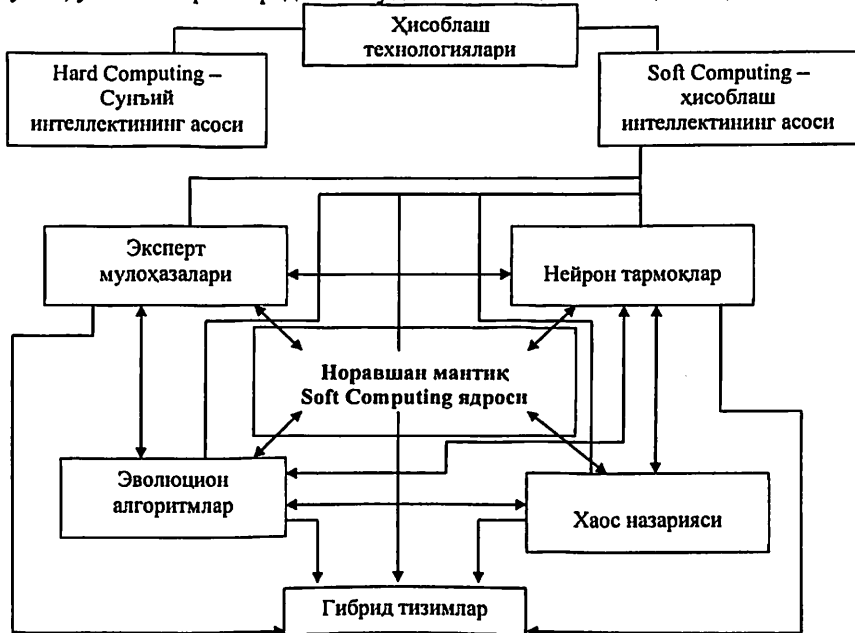 Ҳисоблаш
технологиялари
Hard Computing –
Сунъий
интеллектининг асоси
Soft Computing –
ҳисоблаш
интеллектининг асоси
Эксперт
мулоҳазалари
Нейрон тармоқлар
Норавшан мантиқ
Soft Computing ядроси
Эволюцион
алгоритмлар
Хаос назарияси
Гибрид тизимлар